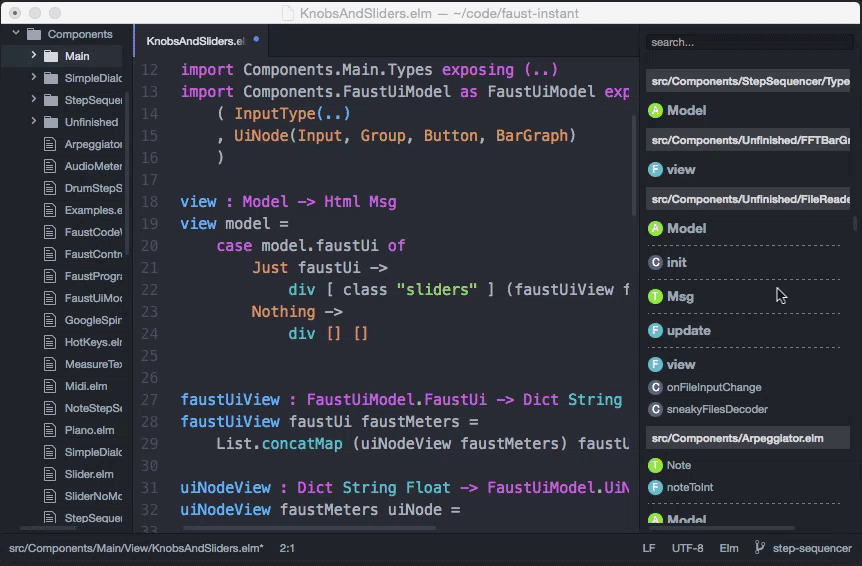 KnobsAndSliders.elm — ~/code/faust-instant
Components
Main
SimpleDialo
StepSequen
Unfinished
Arpeggiator
AudioMeter
DrumStepS
Examples.e
FaustCodeW
FaustContro
FaustProgra
FaustUiMod
GoogleSpin
HotKeys.elm
MeasureTex
Midi.elm
NoteStepSe
Piano.elm
SimpleDialo
Slider.elm
SliderNoMo
StepSequen
KnobsAndSliders.el
12 import Components.Main.Types exposing (..)
13 import Components.FaustUiModel as FaustUiModel exp
14 ( InputType(..)
15 , UiNode(Input, Group, Button, BarGraph)
16 )
17
18 view : Model -> Html Msg
19 view model =
20 case model.faustUi of
21 Just faustUi ->
22 div [ class "sliders" ] (faustUiView f
23 Nothing ->
24 div [] []
25
26
27 faustUiView : FaustUiModel.FaustUi -> Dict String
28 faustUiView faustUi faustMeters =
29 List.concatMap (uiNodeView faustMeters) faustU
30
31 uiNodeView : Dict String Float -> FaustUiModel.UiN
32 uiNodeView faustMeters uiNode =
33
search...
src/Components/StepSequencer/Type
A Model
src/Components/Unfinished/FFTBarGr
F view
src/Components/Unfinished/FileReade
A Model
C init
T Msg
F update
F view
C onFileInputChange
C sneakyFilesDecoder
src/Components/Arpeggiator.elm
T Note
F noteToInt
A Model
src/Components/Main/View/KnobsAndSliders.elm* 2:1 LF UTF-8 Elm step-sequencer